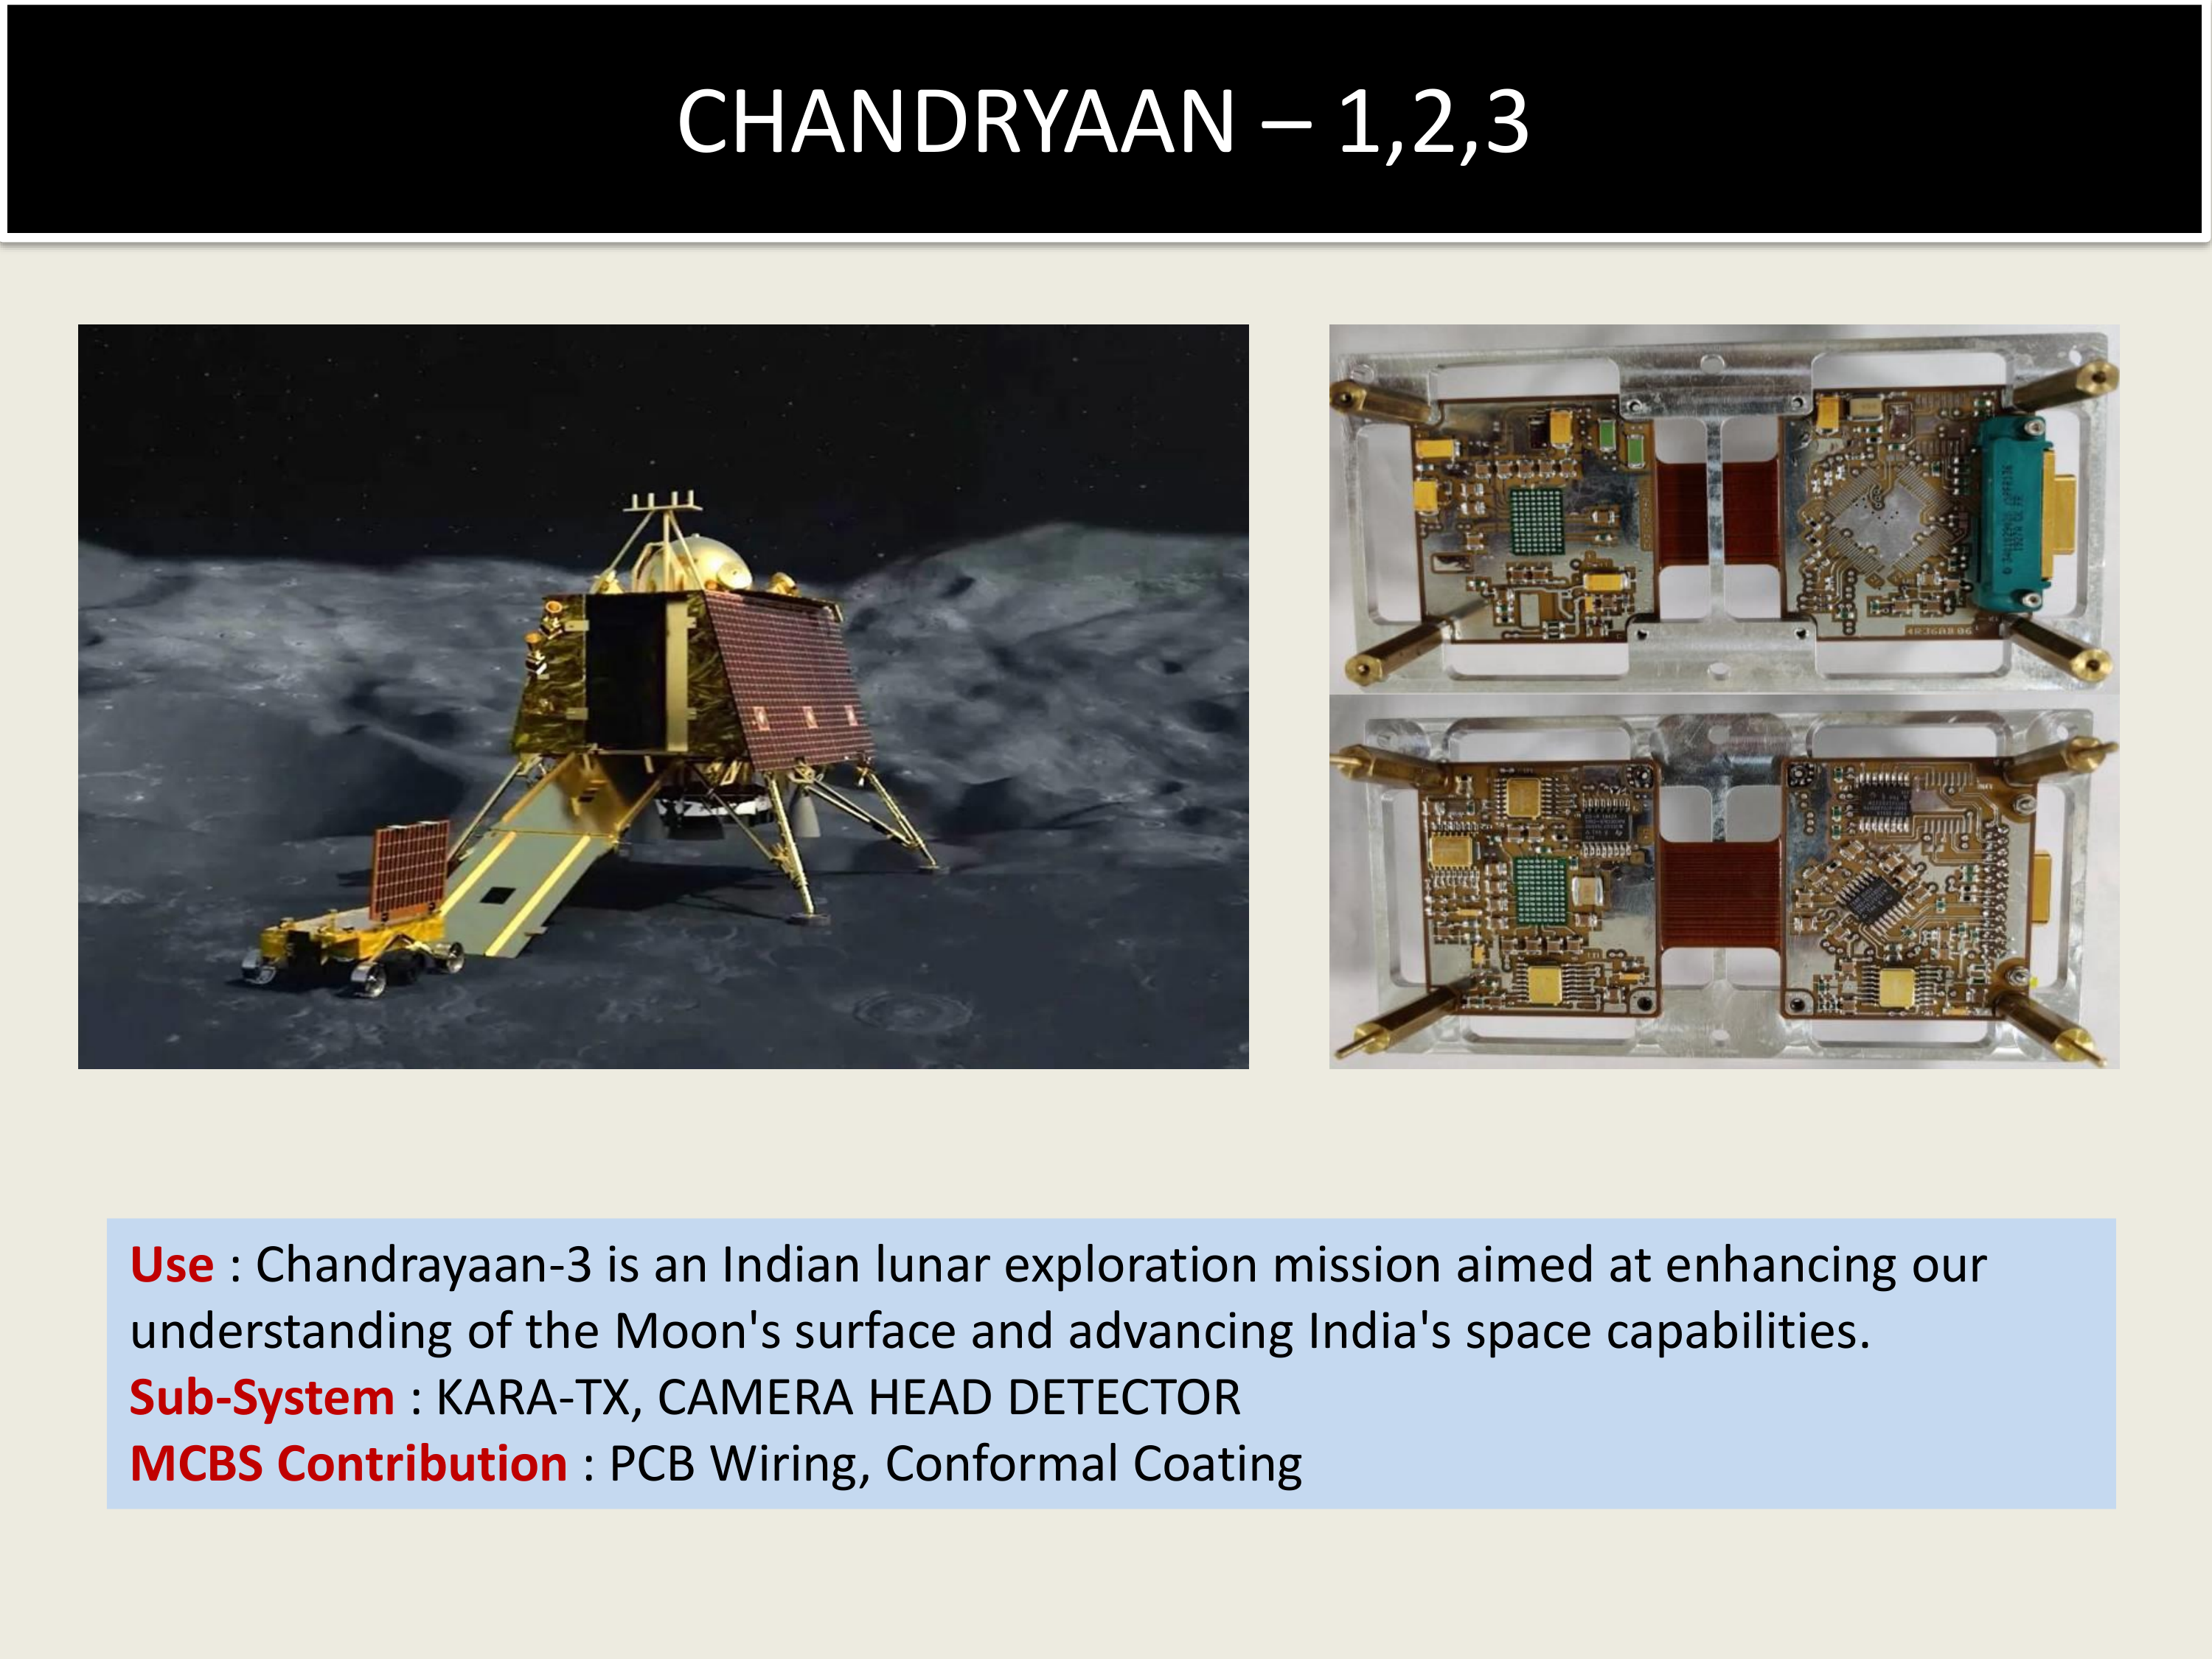 CHANDRYAAN – 1,2,3
4R360806
Use : Chandrayaan-3 is an Indian lunar exploration mission aimed at enhancing our
understanding of the Moon's surface and advancing India's space capabilities.
Sub-System : KARA-TX, CAMERA HEAD DETECTOR
MCBS Contribution : PCB Wiring, Conformal Coating